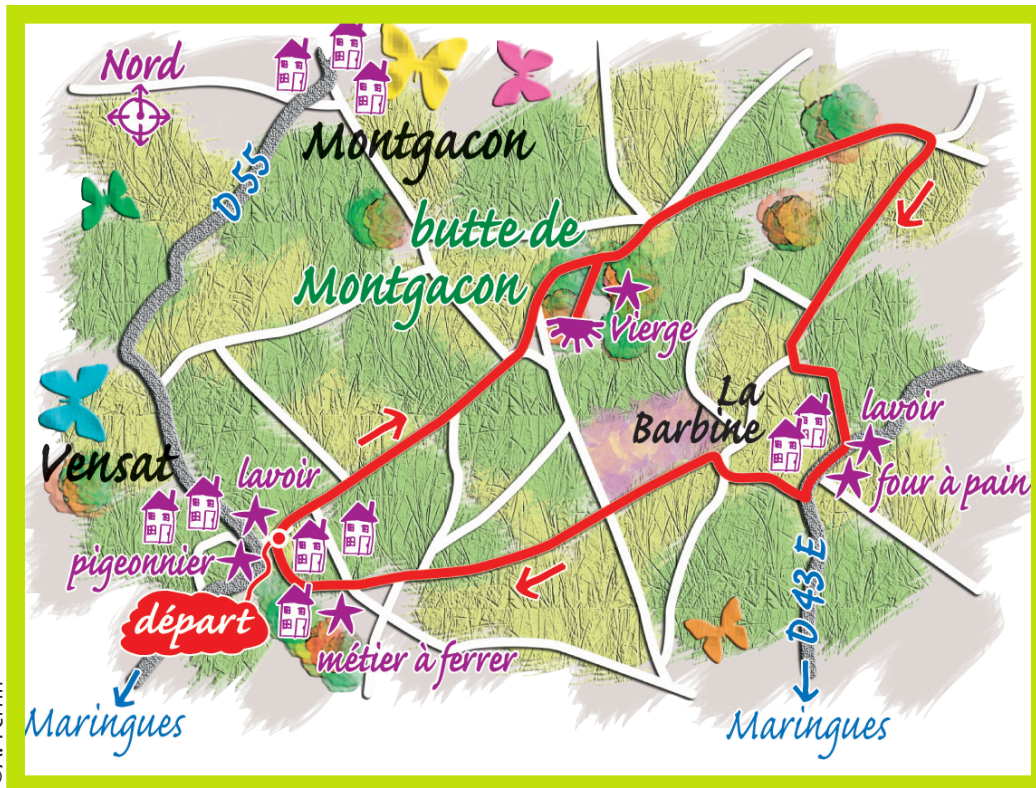 Nord
Montgacon
D 55
butte de
Montgacon
Vierge
La
Barbine
lavoir
four à pain
Vensat
lavoir
pigeonnier
départ
métier à ferrer
D 43 E
Maringues
Maringues